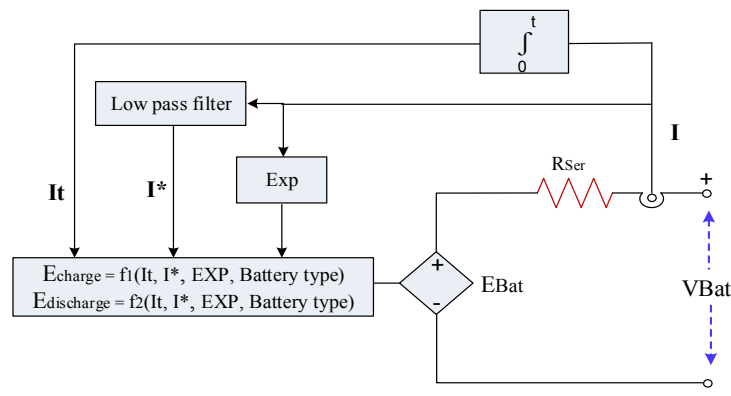 ∫
t
0
Low pass filter
I
RSer
+
Exp
It
I*
Echarge = f1(It, I*, EXP, Battery type)
Edischarge = f2(It, I*, EXP, Battery type)
+
-
EBat
VBat